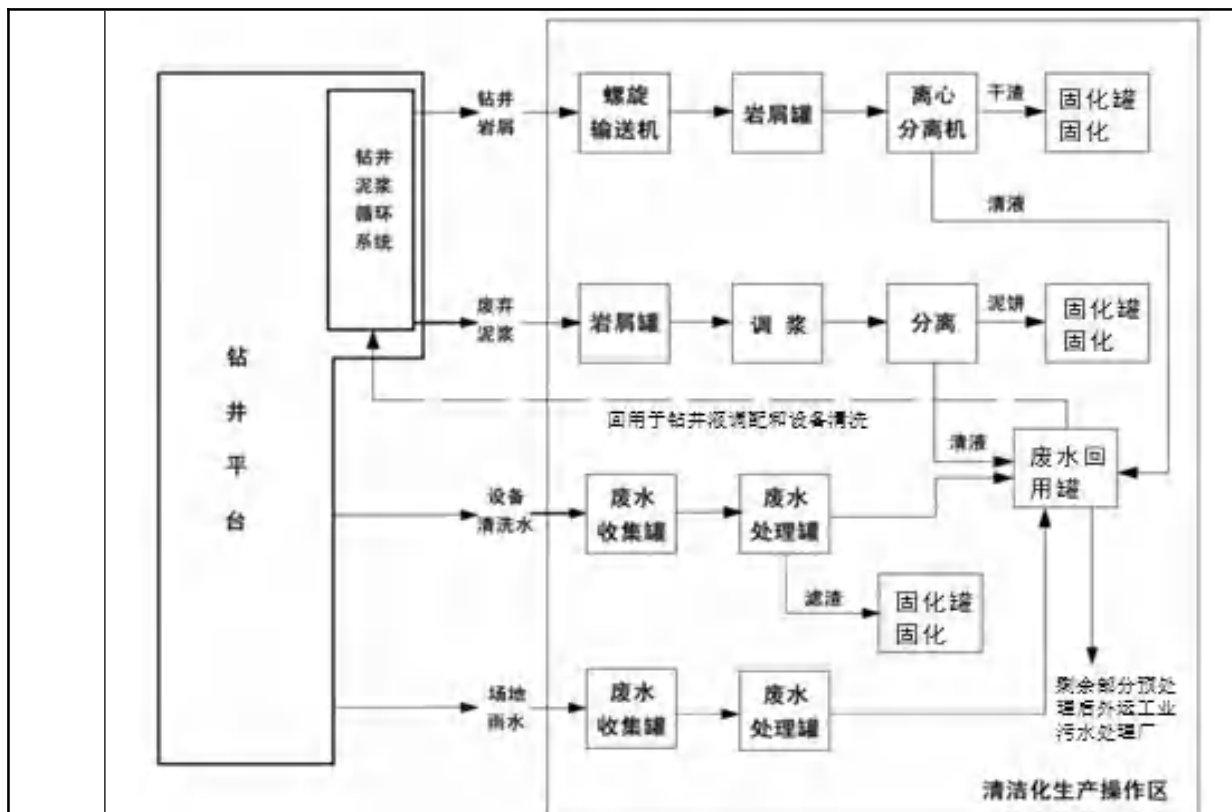 钻井
岩屑
螺旋
输送机
岩屑罐
离心
分离机
干渣
固化罐
固化
清液
钻井
泥浆
循环
系统
废弃
泥浆
岩屑罐
调浆
分离
泥饼
固化罐
固化
钻
井
平
台
回用于钻井液调配和设备清洗
清液
废水回
用罐
设备
清洗水
废水
收集罐
废水
处理罐
滤渣
固化罐
固化
场地
雨水
废水
收集罐
废水
处理罐
剩余部分预处
理后外运工业
污水处理厂
清洁化生产操作区